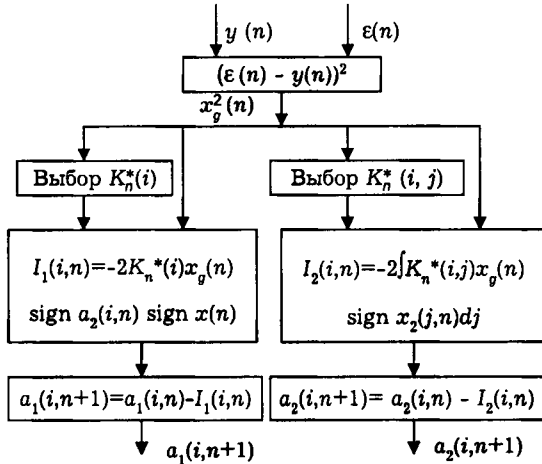 y (n) ε(n)
(ε (n) - y(n))²
x_g²(n)
Выбор K_n*(i)
Выбор K_n* (i, j)
I₁(i,n)=-2K_n*(i)x_g(n)
sign a₂(i,n) sign x(n)
I₂(i,n)=-2∫K_n*(i,j)x_g(n)
sign x₂(j,n)dj
a₁(i,n+1)=a₁(i,n)-I₁(i,n)
a₂(i,n+1)= a₂(i,n) - I₂(i,n)
a₁(i,n+1)
a₂(i,n+1)